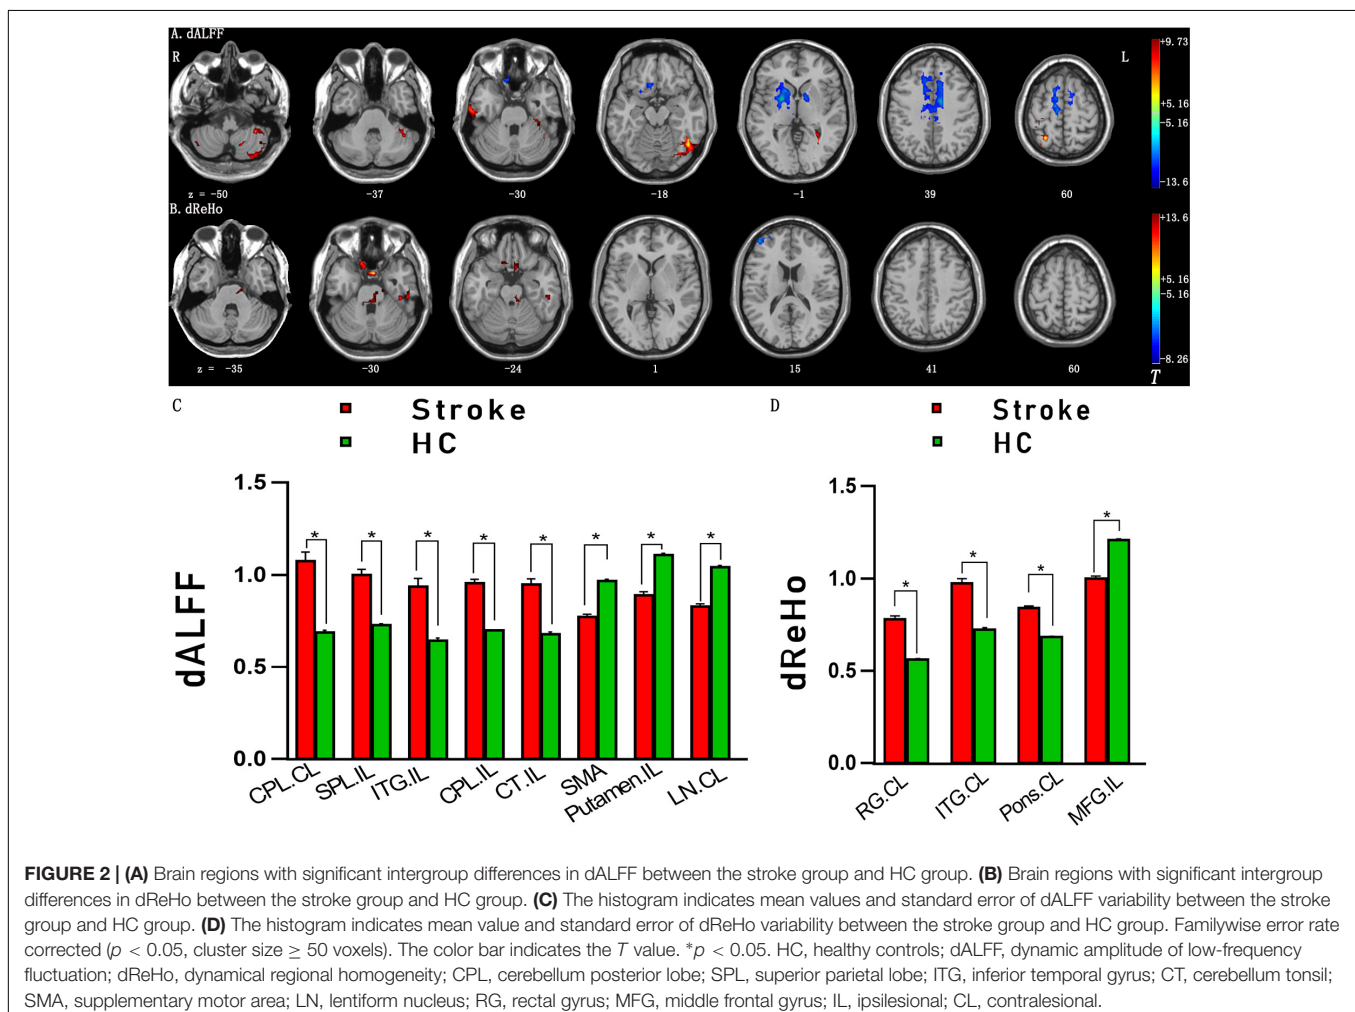 A. dALFF
R
L
+9.73
+5.16
-5.16
-13.6
z = -50
-37
-30
-18
-1
39
60
B. dReHo
+13.6
+5.16
-5.16
-8.26
z = -35
-30
-24
1
15
41
60
T
C
Stroke
HC
D
Stroke
HC
dALFF
1.5
1.0
0.5
0.0
* * * * * * * *
CPL.CL
SPL.IL
ITG.IL
CPL.IL
CT.IL
SMA
Putamen.IL
LN.CL
dReHo
1.5
1.0
0.5
0.0
* * * *
RG.CL
ITG.CL
Pons.CL
MFG.IL
FIGURE 2 | (A) Brain regions with significant intergroup differences in dALFF between the stroke group and HC group. (B) Brain regions with significant intergroup
differences in dReHo between the stroke group and HC group. (C) The histogram indicates mean values and standard error of dALFF variability between the stroke
group and HC group. (D) The histogram indicates mean value and standard error of dReHo variability between the stroke group and HC group. Familywise error rate
corrected (p < 0.05, cluster size ≥ 50 voxels). The color bar indicates the T value. *p < 0.05. HC, healthy controls; dALFF, dynamic amplitude of low-frequency
fluctuation; dReHo, dynamical regional homogeneity; CPL, cerebellum posterior lobe; SPL, superior parietal lobe; ITG, inferior temporal gyrus; CT, cerebellum tonsil;
SMA, supplementary motor area; LN, lentiform nucleus; RG, rectal gyrus; MFG, middle frontal gyrus; IL, ipsilesional; CL, contralesional.